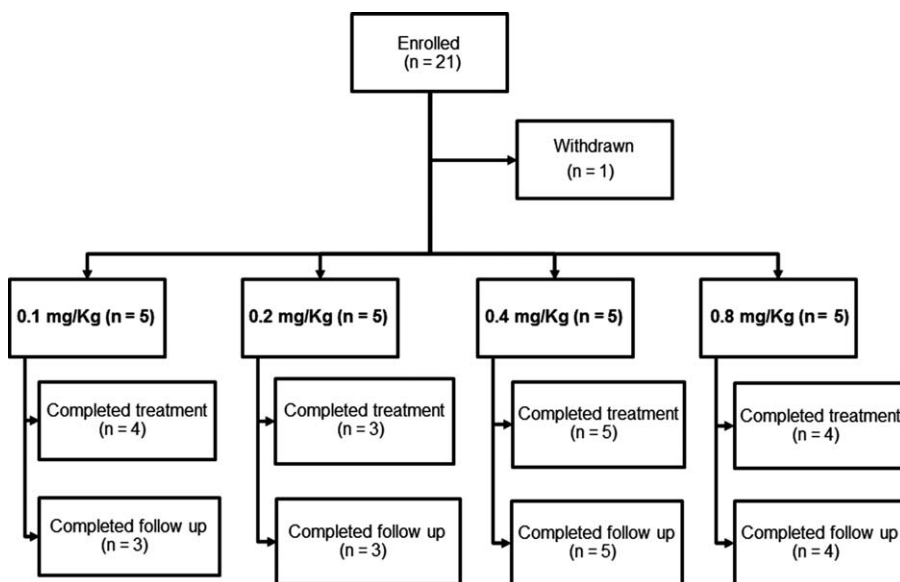 Enrolled
(n = 21)
Withdrawn
(n = 1)
0.1 mg/Kg (n = 5)
0.2 mg/Kg (n = 5)
0.4 mg/Kg (n = 5)
0.8 mg/Kg (n = 5)
Completed treatment
(n = 4)
Completed treatment
(n = 3)
Completed treatment
(n = 5)
Completed treatment
(n = 4)
Completed follow up
(n = 3)
Completed follow up
(n = 3)
Completed follow up
(n = 5)
Completed follow up
(n = 4)